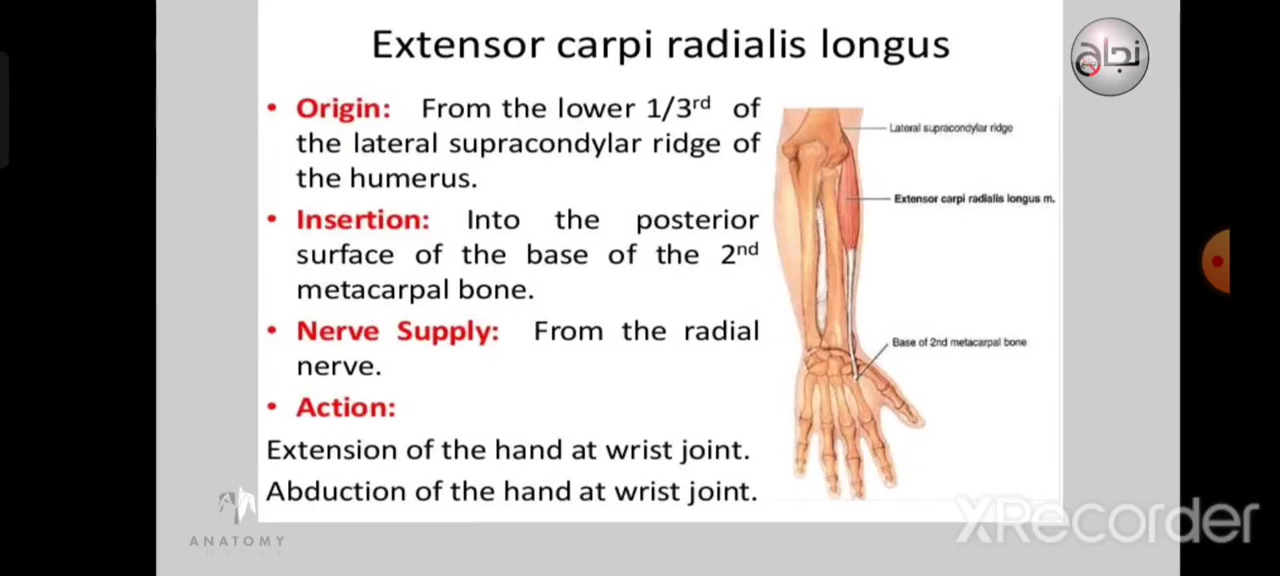 Extensor carpi radialis longus
نجاح
• Origin: From the lower 1/3rd of
the lateral supracondylar ridge of
the humerus.
• Insertion: Into the posterior
surface of the base of the 2nd
metacarpal bone.
• Nerve Supply: From the radial
nerve.
• Action:
Extension of the hand at wrist joint.
Abduction of the hand at wrist joint.
Lateral supracondylar ridge
Extensor carpi radialis longus m.
Base of 2nd metacarpal bone
ANATOMY
XRecorder